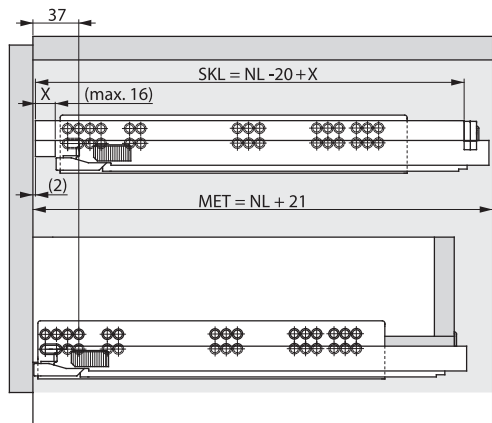 37
SKL = NL -20 + X
X (max. 16)
(2)
MET = NL + 21